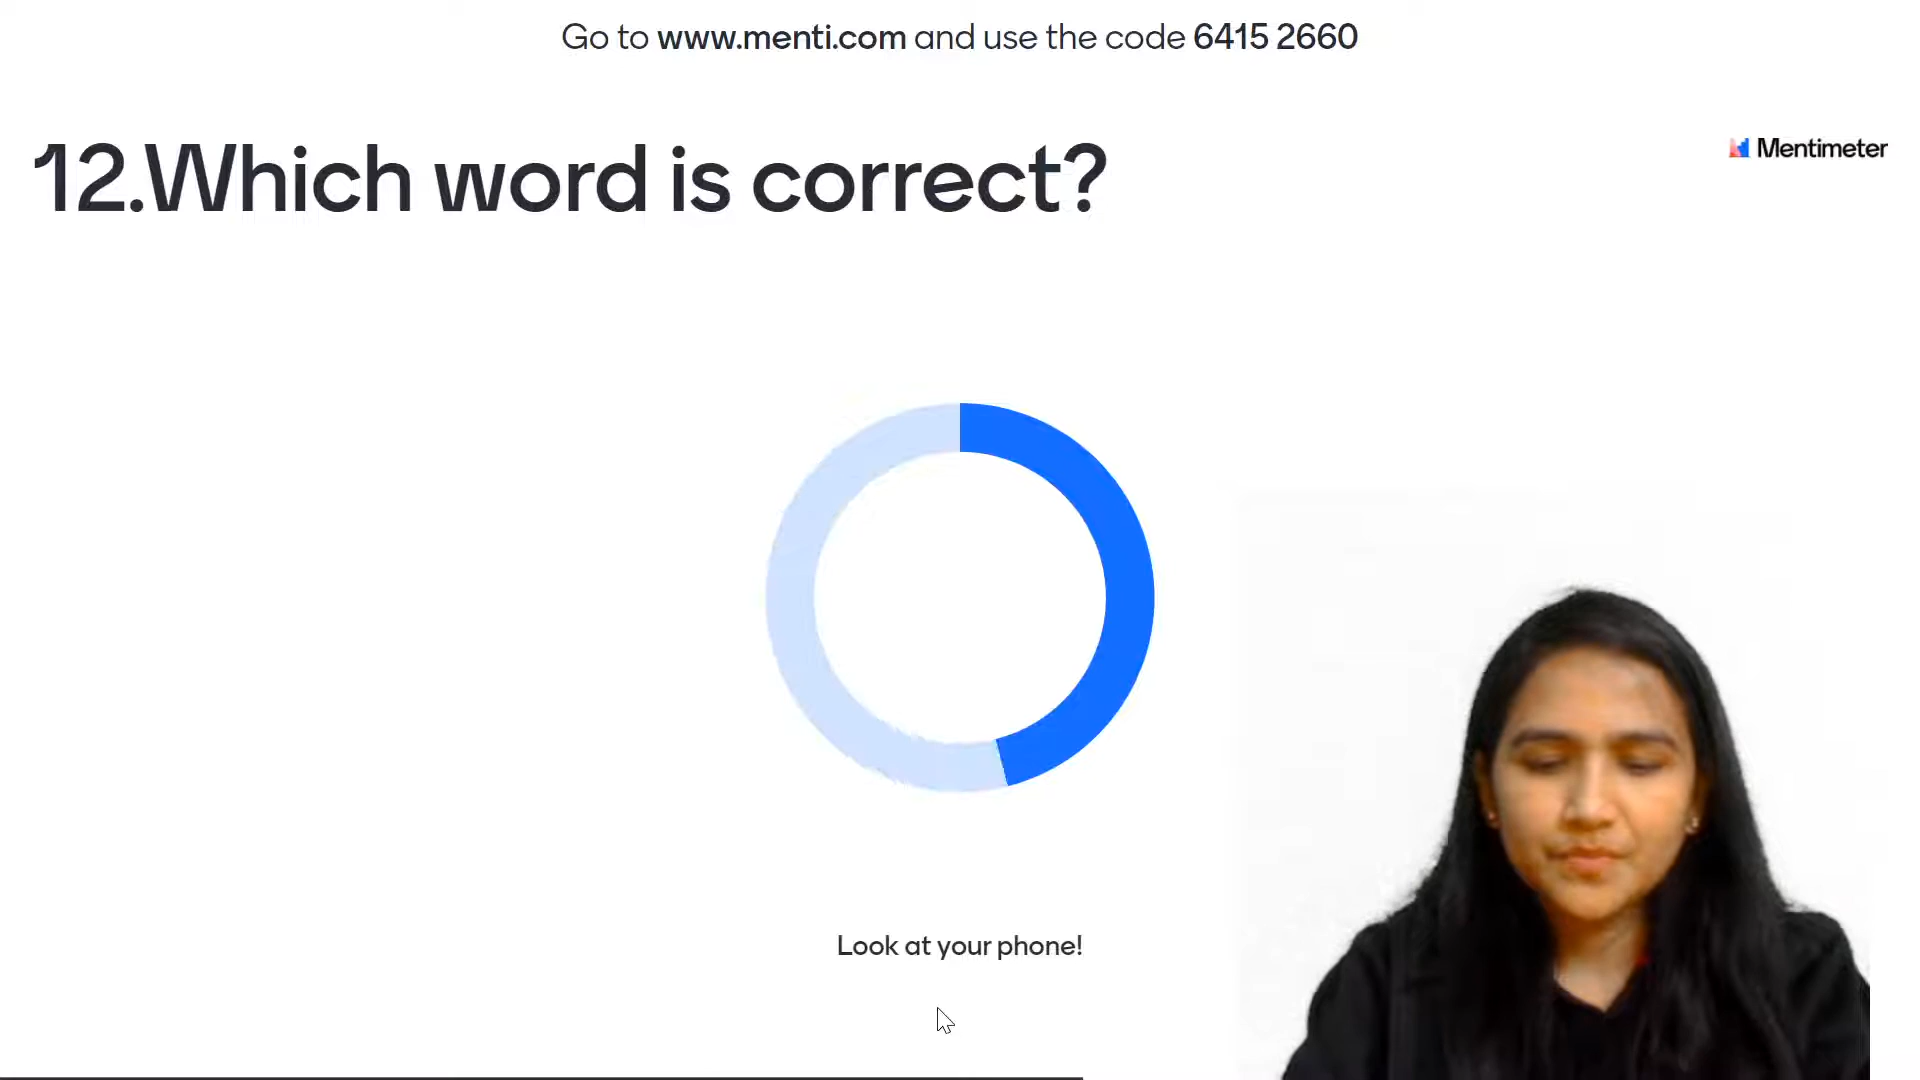 Go to www.menti.com and use the code 6415 2660
Mentimeter
12.Which word is correct?
Look at your phone!